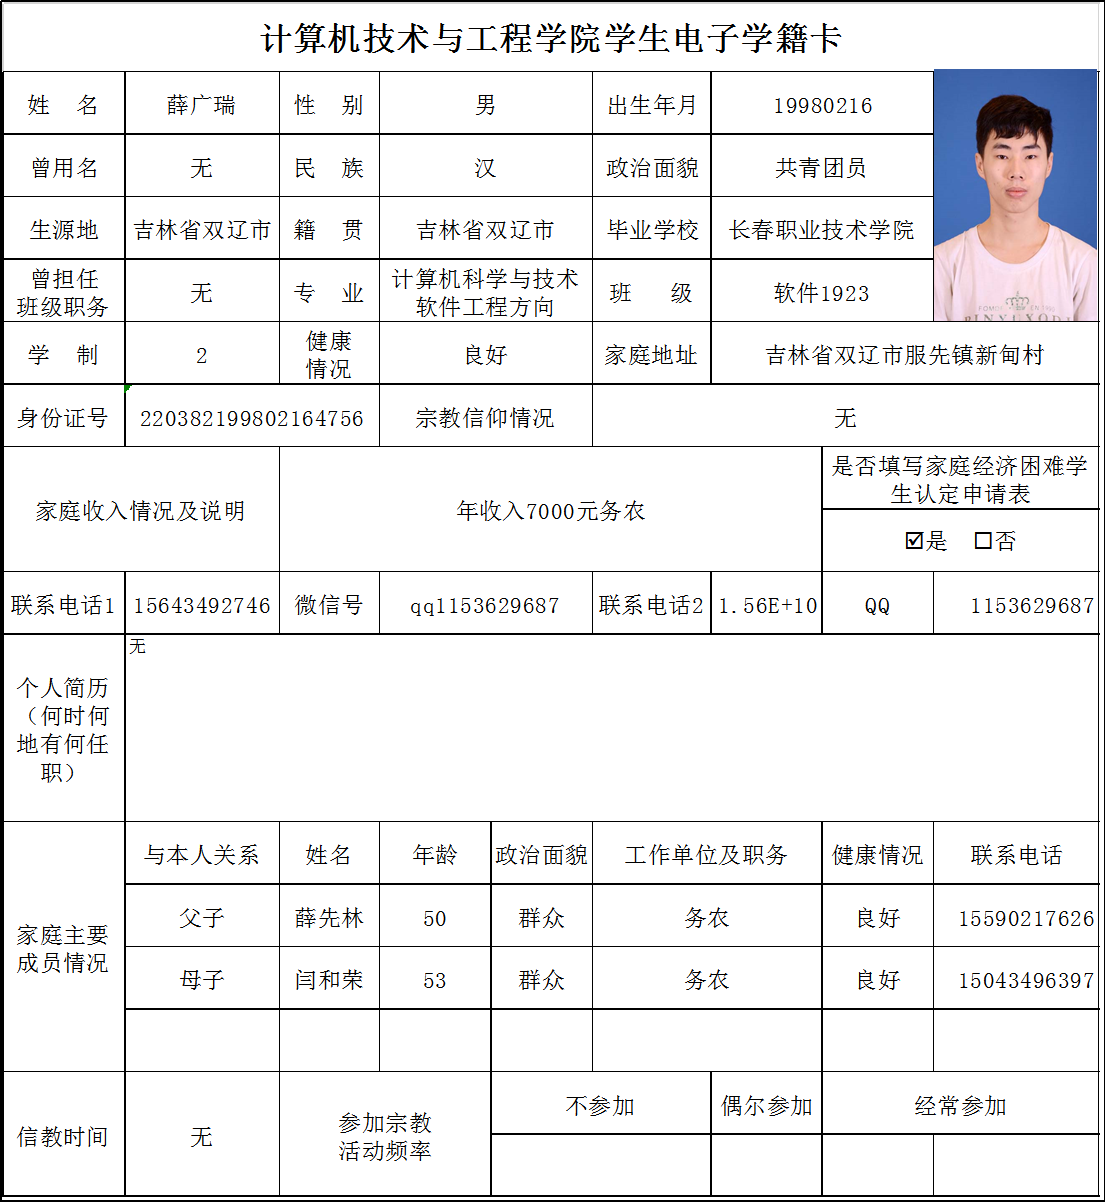 计算机技术与工程学院学生电子学籍卡
姓 名 薛广瑞 性 别 男 出生年月 19980216
曾用名 无 民 族 汉 政治面貌 共青团员
生源地 吉林省双辽市 籍 贯 吉林省双辽市 毕业学校 长春职业技术学院
曾担任
班级职务 无 专 业 计算机科学与技术
软件工程方向 班 级 软件1923
学 制 2 健康
情况 良好 家庭地址 吉林省双辽市服先镇新甸村
身份证号 220382199802164756 宗教信仰情况 无
家庭收入情况及说明 年收入7000元务农 是否填写家庭经济困难学
生认定申请表
☑是 ☐否
联系电话1 15643492746 微信号 qq1153629687 联系电话2 1.56E+10 QQ 1153629687
个人简历
（何时何
地有何任
职） 无
家庭主要
成员情况
与本人关系 姓名 年龄 政治面貌 工作单位及职务 健康情况 联系电话
父子 薛先林 50 群众 务农 良好 15590217626
母子 闫和荣 53 群众 务农 良好 15043496397
信教时间 无 参加宗教
活动频率 不参加 偶尔参加 经常参加